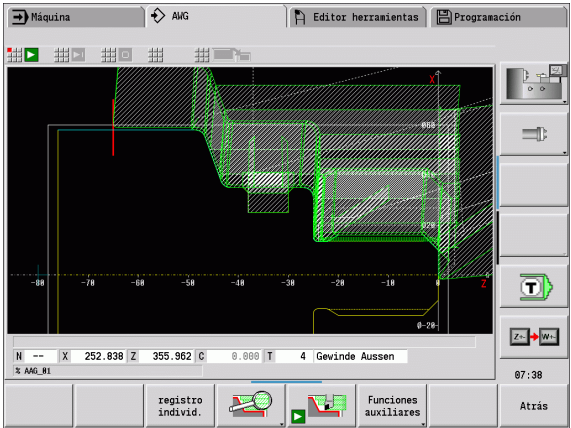 Máquina AWG Editor herramientas Programación
X
Ø60
Ø40
Ø20
-80 -70 -60 -50 -40 -30 -20 -10 0 Z
Ø-20
T
Z+- W+-
N -- X 252.838 Z 355.962 C 0.000 T 4 Gewinde Aussen
% AAG_01
07:38
registro individ.
Funciones auxiliares
Atrás